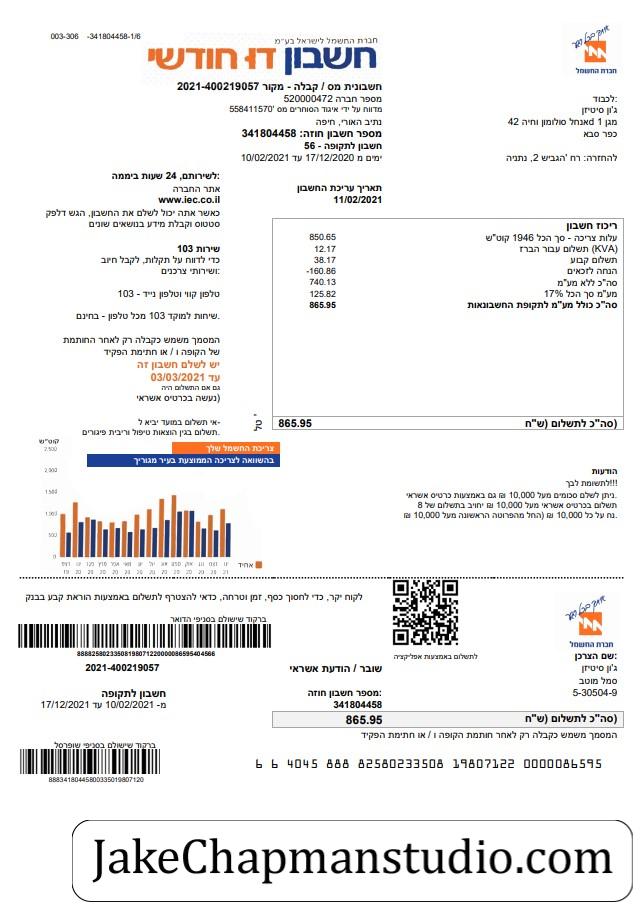 003-306 -341804458-1/6
חברת החשמל לישראל בע"מ
חשבון דו חודשי
חברת החשמל
חשבונית מס / קבלה - מקור 2021-400219057
מספר חברה 520000472
מדווח על ידי איגוד הסוחרים מס '558411570
נתיב האורי, חיפה
מספר חשבון חוזה: 341804458
חשבון לתקופה - 56
ימים מ 17/12/2020 עד 10/02/2021
לכבוד:
ג'ון סיטיזן
מגן 1 דאנחל סולומון וחיה 42
כפר סבא
להחזרה: רח 'הגביש 2, נתניה
תאריך עריכת החשבון
11/02/2021
לשירותם, 24 שעות ביממה:
אתר החברה
www.iec.co.il
כאשר אתה יכול לשלם את החשבון, הגש דלפק
סטטוס וקבלת מידע בנושאים שונים
שירות 103
כדי לדווח על תקלות, לקבל חיוב
ושירותי צרכנים:
טלפון קווי וטלפון נייד - 103
שיחות למוקד 103 מכל טלפון - בחינם.
המסמך משמש כקבלה רק לאחר החותמת
של הקופה ו / או חתימת הפקיד
יש לשלם חשבון זה
עד 03/03/2021
גם אם התשלום היה
(נעשה בכרטיס אשראי
אי תשלום במועד יביא ל-
תשלום בגין הוצאות טיפול וריבית פיגורים.
ריכוז חשבון
עלות צריכה - סך הכל 1946 קוט"ש 850.65
(KVA) תשלום עבור הברז 12.17
תשלום קבוע 38.17
הנחה לזכאים -160.86
סה"כ ללא מע"מ 740.13
מע"מ סך הכל 17% 125.82
סה"כ כולל מע"מ לתקופת החשבונאות 865.95
(סה"כ לתשלום (ש"ח 865.95
הודעות
לתשומת לבך!!!
ניתן לשלם סכומים מעל 10,000 ₪ גם באמצעות כרטיס אשראי.
תשלום בכרטיס אשראי מעל 10,000 ₪ יחויב בתשלום של 8
נח על כל 10,000 ₪ (החל מהפרוטה הראשונה מעל 10,000 ₪.
קוט"ש
צריכת החשמל שלך
בהשוואה לצריכה הממוצעת בעיר מגוריך
2,500
2,000
1,500
1,000
500
0
אחיד
לקוח יקר, כדי לחסוך כסף, זמן וטרחה, כדאי להצטרף לתשלום באמצעות הוראת קבע בבנק
ברקוד שישולם בסניפי הדואר
88882580233508198071220000086595404566
2021-400219057
לתשלום באמצעות אפליקציה
חברת החשמל
שם הצרכן:
ג'ון סיטיזן
סמל מוטב
5-30504-9
שובר / הודעת אשראי
מספר חשבון חוזה:
341804458
חשבון לתקופה
מ- 10/02/2021 עד 17/12/2021
(סה"כ לתשלום (ש"ח 865.95
המסמך משמש כקבלה רק לאחר חותמת הקופה ו / או חתימת הפקיד
ברקוד שישולם בסניפי שופרסל
88834180445800335019807120
6 6 4045 888 82580233508 19807122 0000086595
JakeChapmanstudio.com